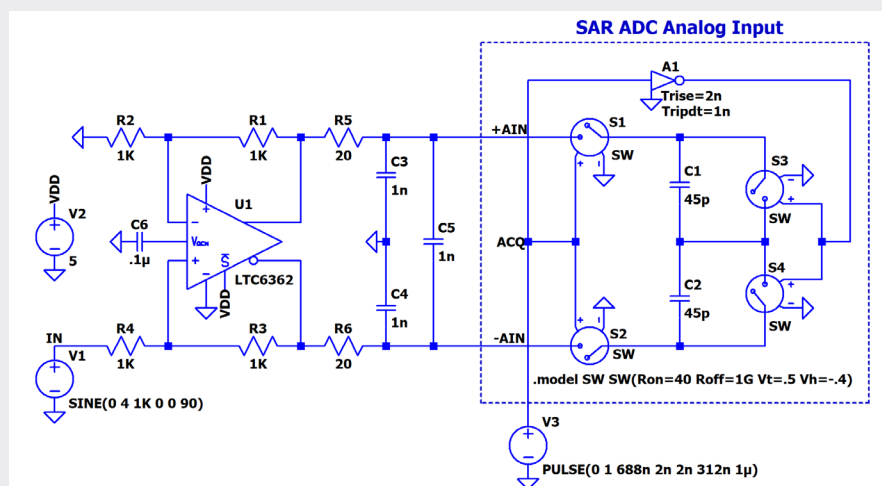 SAR ADC Analog Input
A1
Trise=2n
Tripdt=1n
R2
1K
R1
1K
R5
20
+AIN
S1
SW
C3
1n
C1
45p
S3
SW
VDD
V2
5
VDD
U1
C6
.1µ
VOCM
S
LTC6362
VDD
C5
1n
ACQ
C4
1n
C2
45p
S4
SW
IN
R4
1K
R3
1K
R6
20
-AIN
S2
SW
V1
SINE(0 4 1K 0 0 90)
.model SW SW(Ron=40 Roff=1G Vt=.5 Vh=-.4)
V3
PULSE(0 1 688n 2n 2n 312n 1µ)